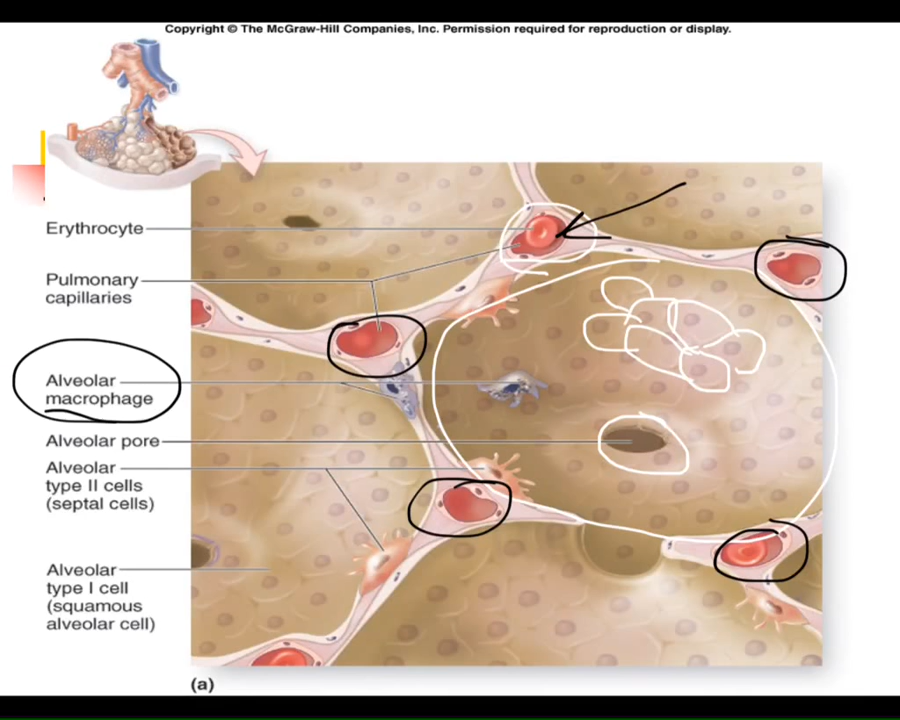 Copyright © The McGraw-Hill Companies, Inc. Permission required for reproduction or display.
Erythrocyte
Pulmonary
capillaries
Alveolar
macrophage
Alveolar pore
Alveolar
type II cells
(septal cells)
Alveolar
type I cell
(squamous
alveolar cell)
(a)